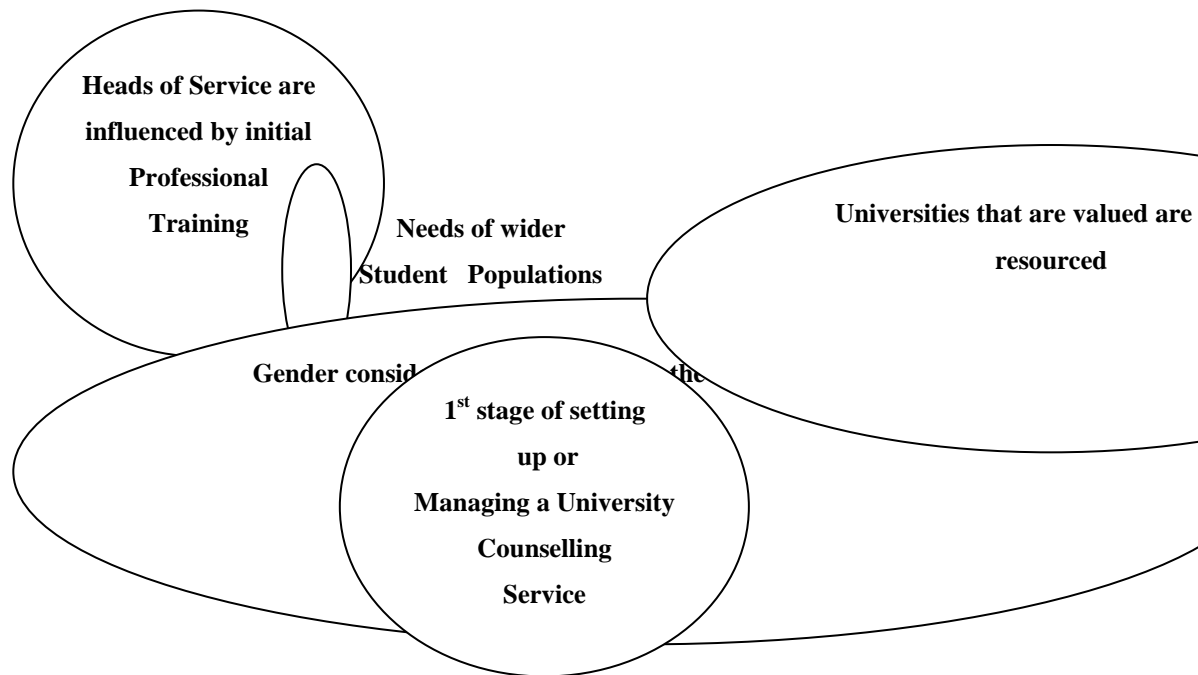 Heads of Service are
influenced by initial
Professional
Training
Needs of wider
Student Populations
Universities that are valued are
resourced
Gender the
1st stage of setting
up or
Managing a University
Counselling
Service